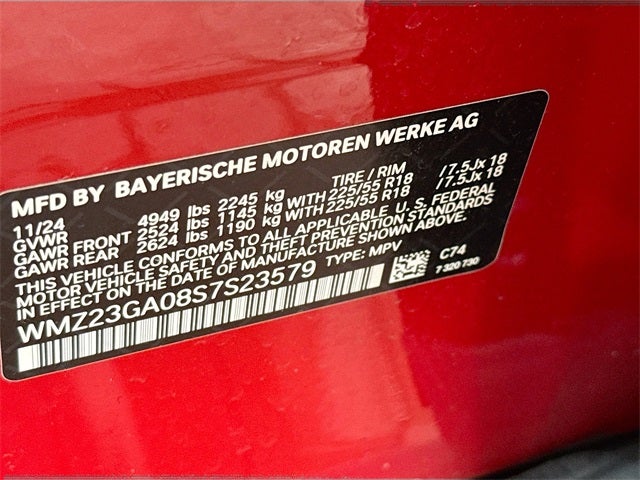 MFD BY BAYERISCHE MOTOREN WERKE AG
11/24 TIRE / RIM
GVWR 4949 lbs 2245 kg
GAWR FRONT 2524 lbs 1145 kg WITH 225/55 R18 / 7.5Jx 18
GAWR REAR 2624 lbs 1190 kg WITH 225/55 R18 / 7.5Jx 18
THIS VEHICLE CONFORMS TO ALL APPLICABLE U. S. FEDERAL
MOTOR VEHICLE SAFETY AND THEFT PREVENTION STANDARDS
IN EFFECT ON THE DATE OF MANUFACTURE SHOWN ABOVE.
WMZ23GA08S7S23579 TYPE: MPV C74
7 320 730